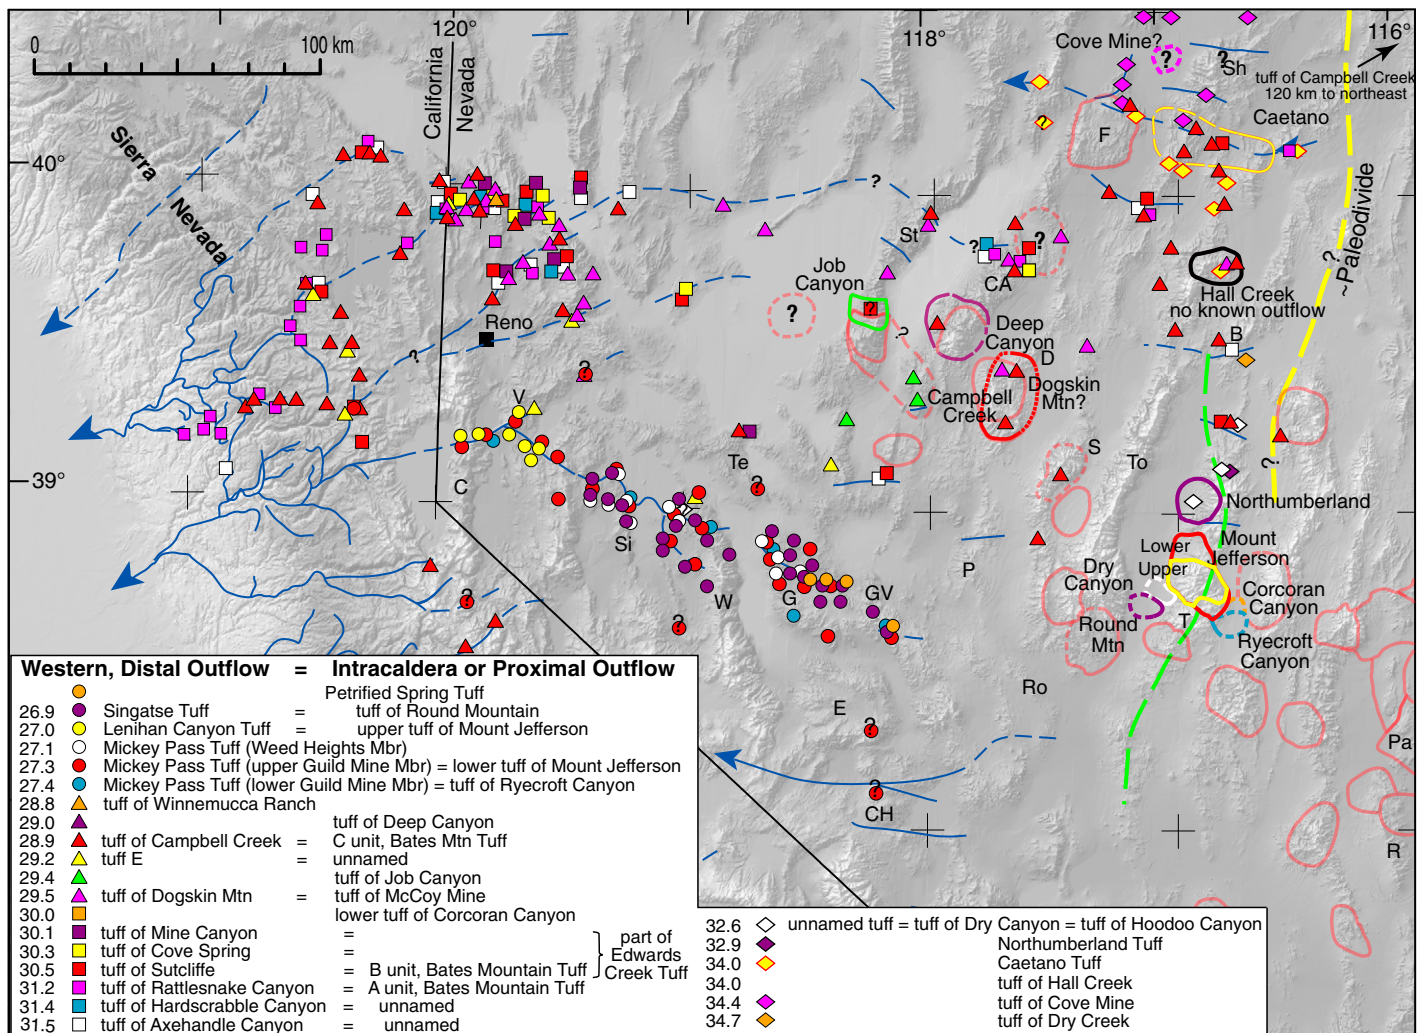 0
100 km
120°
118°
116°
California
Nevada
Cove Mine?
?
?
Sh
tuff of Campbell Creek
120 km to northeast
Sierra
Nevada
40°
F
?
Caetano
?
~Paleodivide
?
St
?
?
CA
Job
Canyon
?
?
?
Hall Creek
no known outflow
Reno
?
Deep
Canyon
B
?
D
Dogskin
Mtn?
Campbell
Creek
V
39°
C
Te
?
S
To
?
Northumberland
Si
Lower
Upper
Mount
Jefferson
P
Dry
Canyon
Corcoran
Canyon
?
W
G
GV
?
Round
Mtn
T
Ryecroft
Canyon
Ro
E
?
Pa
?
CH
R
Western, Distal Outflow = Intracaldera or Proximal Outflow
Petrified Spring Tuff
26.9 Singatse Tuff = tuff of Round Mountain
27.0 Lenihan Canyon Tuff = upper tuff of Mount Jefferson
27.1 Mickey Pass Tuff (Weed Heights Mbr)
27.3 Mickey Pass Tuff (upper Guild Mine Mbr) = lower tuff of Mount Jefferson
27.4 Mickey Pass Tuff (lower Guild Mine Mbr) = tuff of Ryecroft Canyon
28.8 tuff of Winnemucca Ranch
29.0 tuff of Deep Canyon
28.9 tuff of Campbell Creek = C unit, Bates Mtn Tuff
29.2 tuff E = unnamed
29.4 tuff of Job Canyon
29.5 tuff of Dogskin Mtn = tuff of McCoy Mine
30.0 lower tuff of Corcoran Canyon
30.1 tuff of Mine Canyon =
30.3 tuff of Cove Spring =
30.5 tuff of Sutcliffe = B unit, Bates Mountain Tuff
part of
Edwards
Creek Tuff
31.2 tuff of Rattlesnake Canyon = A unit, Bates Mountain Tuff
31.4 tuff of Hardscrabble Canyon = unnamed
31.5 tuff of Axehandle Canyon = unnamed
32.6 unnamed tuff = tuff of Dry Canyon = tuff of Hoodoo Canyon
32.9 Northumberland Tuff
34.0 Caetano Tuff
34.0 tuff of Hall Creek
34.4 tuff of Cove Mine
34.7 tuff of Dry Creek